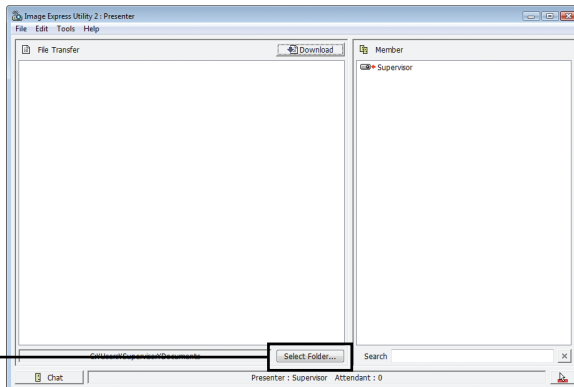 Image Express Utility 2 : Presenter
File Edit Tools Help
File Transfer
Download
Member
Supervisor
C:¥Users¥Supervisor¥Documents
Select Folder...
Search
Chat
Presenter : Supervisor Attendant : 0